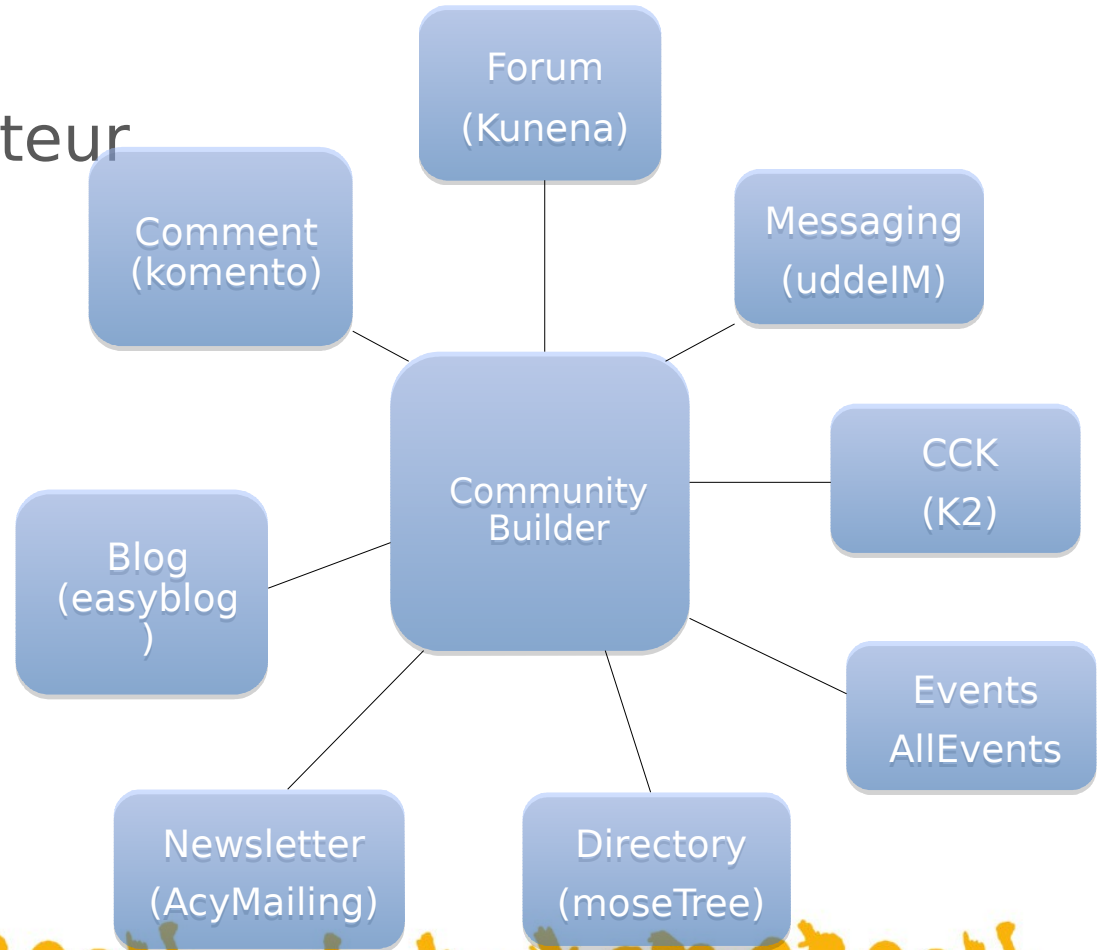 Forum
(Kunena)
teur
Comment
(komento)
Messaging
(uddeIM)
CCK
(K2)
Community
Builder
Blog
(easyblog
)
Events
AllEvents
Newsletter
(AcyMailing)
Directory
(moseTree)